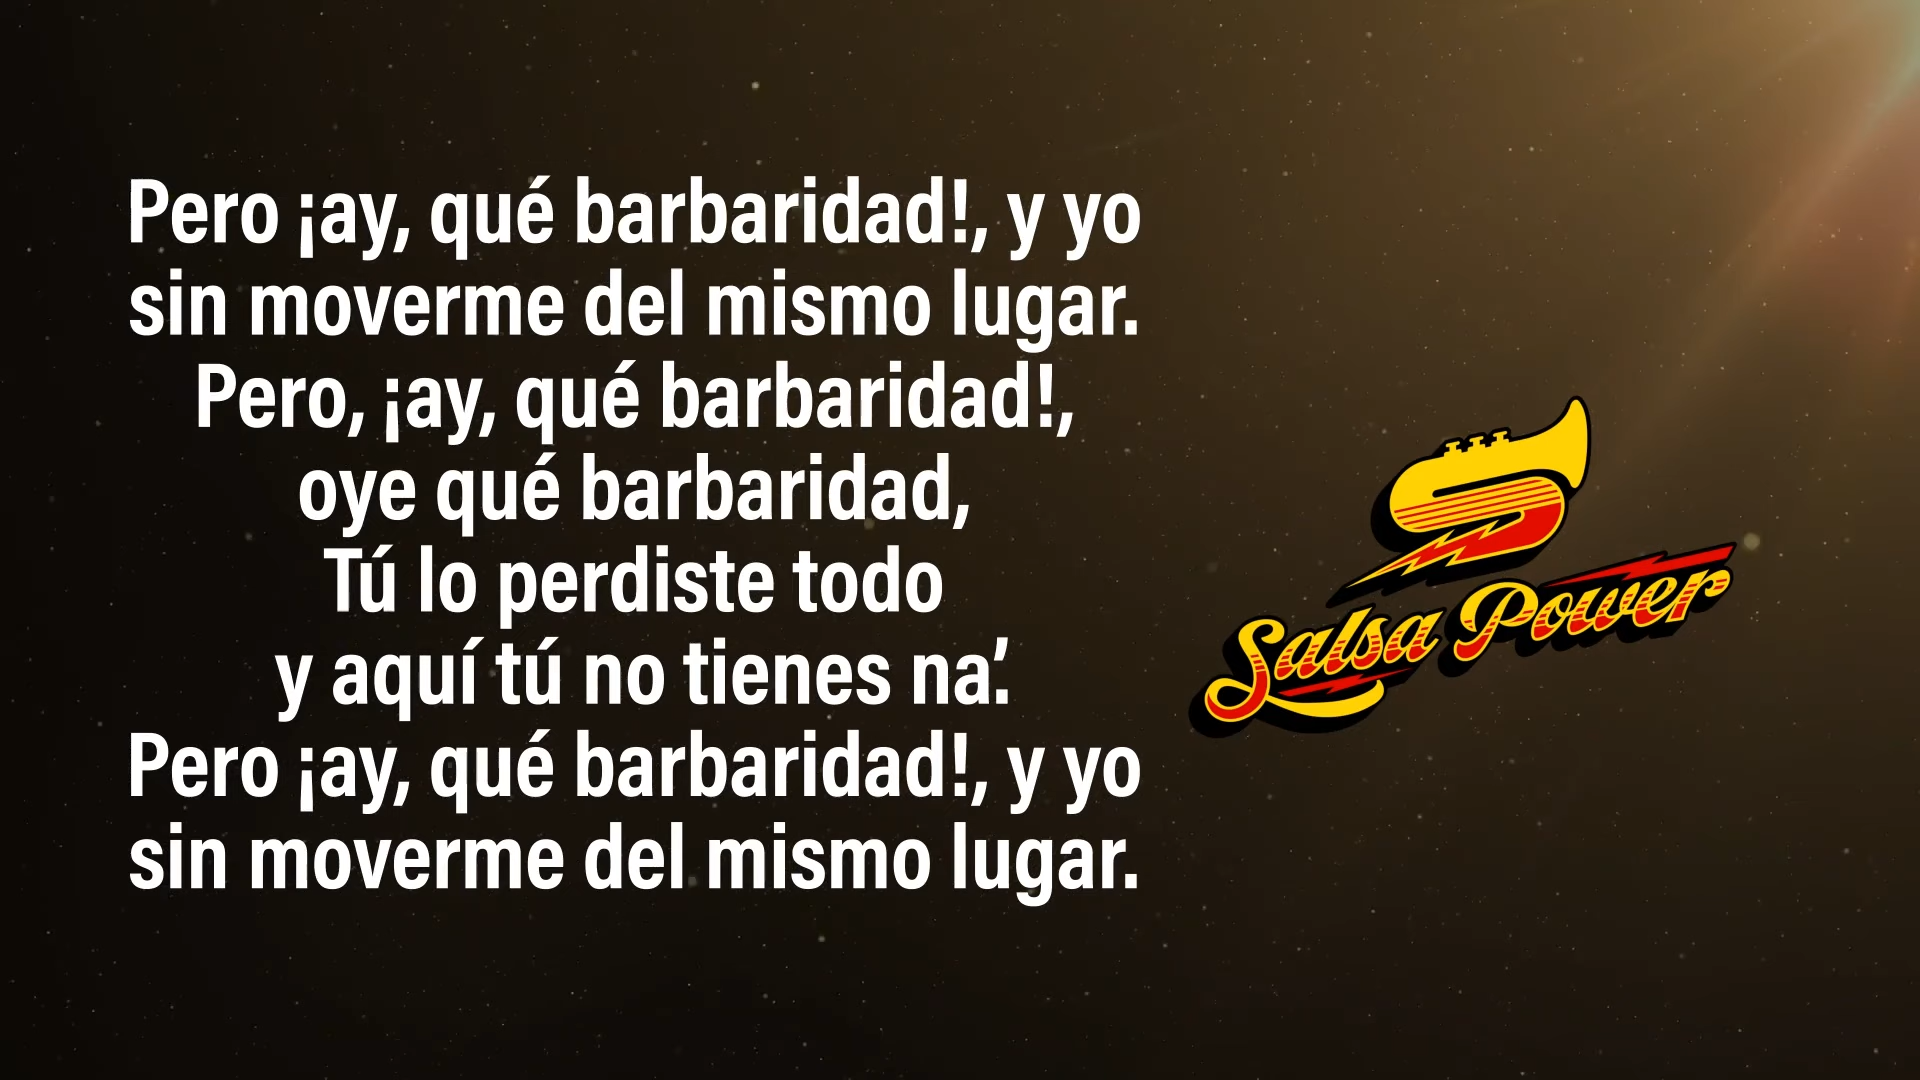 Pero ¡ay, qué barbaridad!, y yo
sin moverme del mismo lugar.
Pero, ¡ay, qué barbaridad!,
oye qué barbaridad,
Tú lo perdiste todo
y aquí tú no tienes na’.
Pero ¡ay, qué barbaridad!, y yo
sin moverme del mismo lugar.
Salsa Power